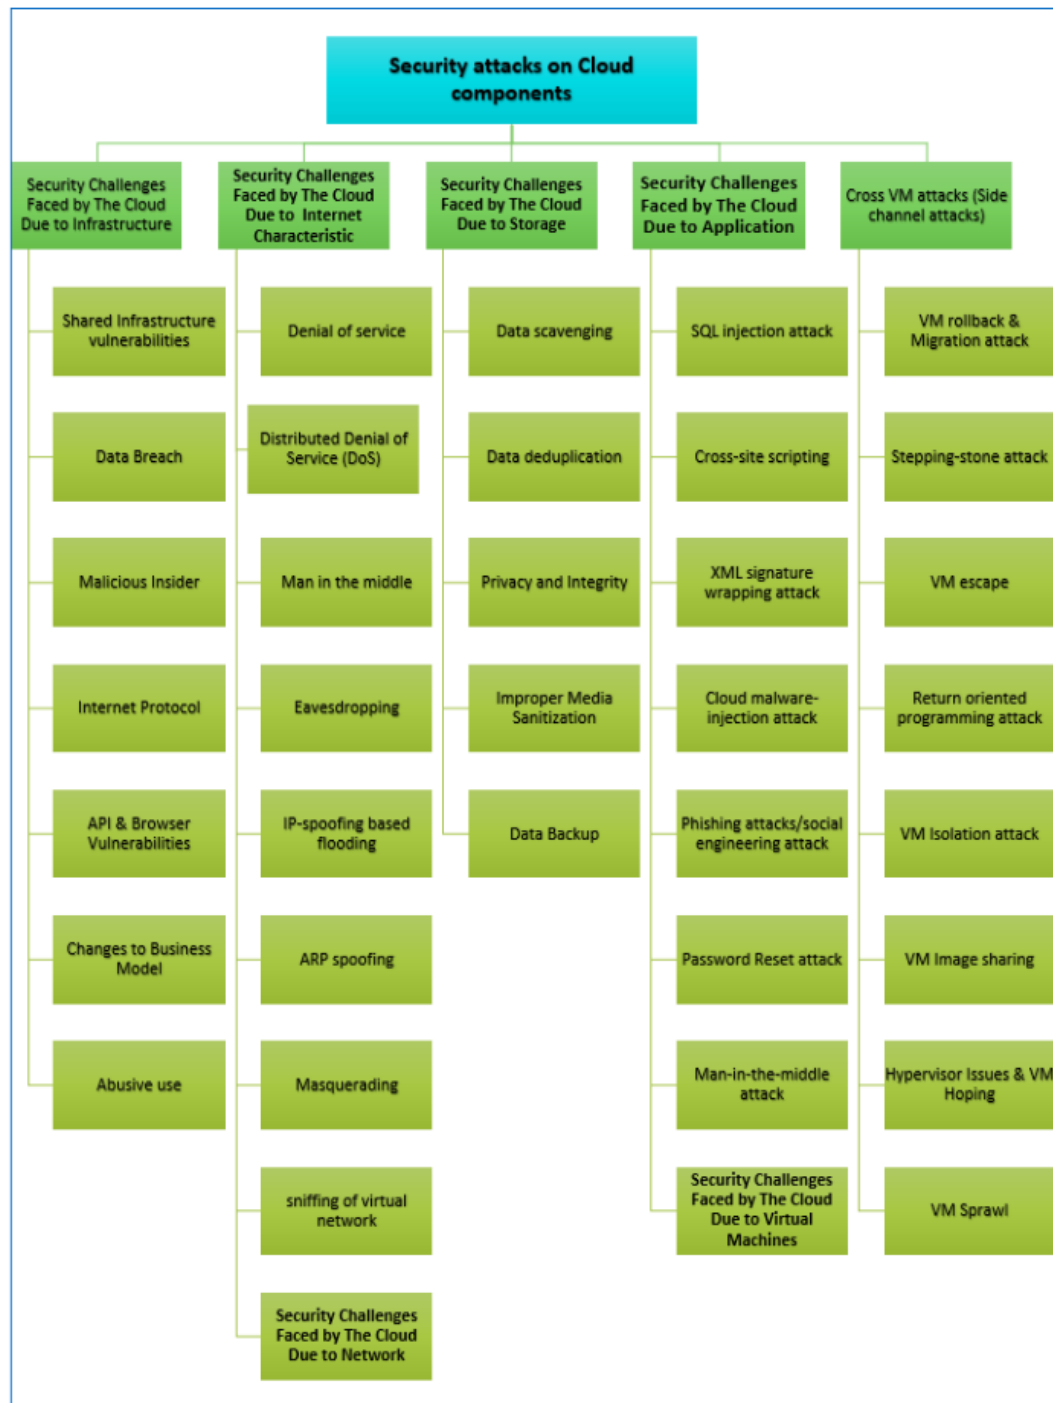 Security attacks on Cloud
components
Security Challenges
Faced by The Cloud
Due to Infrastructure
Shared Infrastructure
vulnerabilities
Data Breach
Malicious Insider
Internet Protocol
API & Browser
Vulnerabilities
Changes to Business
Model
Abusive use
Security Challenges
Faced by The Cloud
Due to Internet
Characteristic
Denial of service
Distributed Denial of
Service (DoS)
Man in the middle
Eavesdropping
IP-spoofing based
flooding
ARP spoofing
Masquerading
sniffing of virtual
network
Security Challenges
Faced by The Cloud
Due to Network
Security Challenges
Faced by The Cloud
Due to Storage
Data scavenging
Data deduplication
Privacy and Integrity
Improper Media
Sanitization
Data Backup
Security Challenges
Faced by The Cloud
Due to Application
SQL injection attack
Cross-site scripting
XML signature
wrapping attack
Cloud malware-
injection attack
Phishing attacks/social
engineering attack
Password Reset attack
Man-in-the-middle
attack
Security Challenges
Faced by The Cloud
Due to Virtual
Machines
Cross VM attacks (Side
channel attacks)
VM rollback &
Migration attack
Stepping-stone attack
VM escape
Return oriented
programming attack
VM Isolation attack
VM Image sharing
Hypervisor Issues & VM
Hoping
VM Sprawl